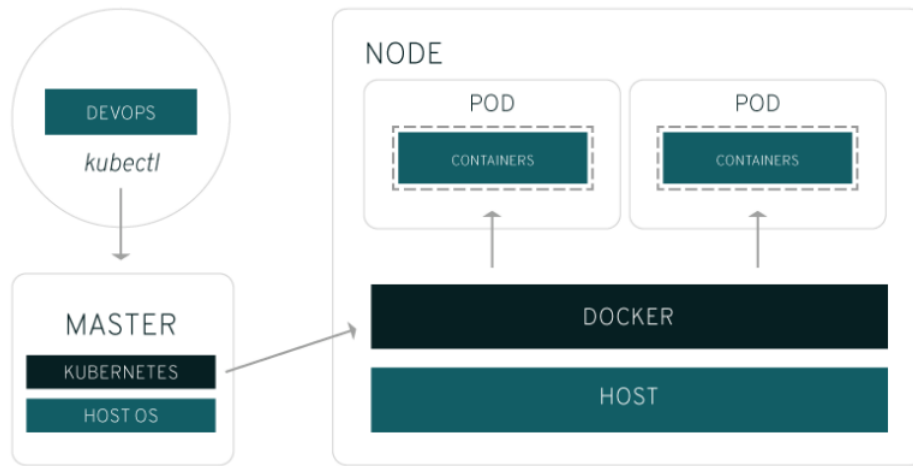 DEVOPS
kubectl
MASTER
KUBERNETES
HOST OS
NODE
POD
CONTAINERS
POD
CONTAINERS
DOCKER
HOST